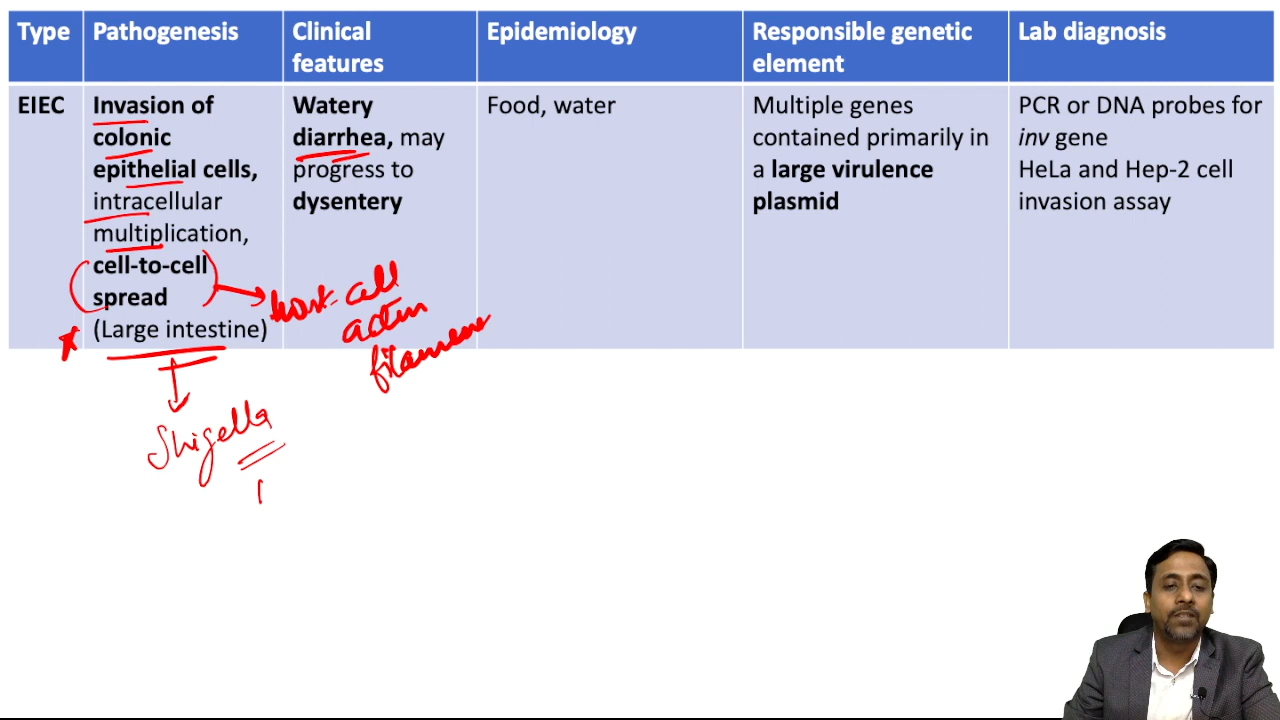 Type
Pathogenesis
Clinical
features
Epidemiology
Responsible genetic
element
Lab diagnosis
EIEC
Invasion of
colonic
epithelial cells,
intracellular
multiplication,
cell-to-cell
spread
(Large intestine)
Watery
diarrhea, may
progress to
dysentery
Food, water
Multiple genes
contained primarily in
a large virulence
plasmid
PCR or DNA probes for
inv gene
HeLa and Hep-2 cell
invasion assay
host-cell
actin
filament
Shigella